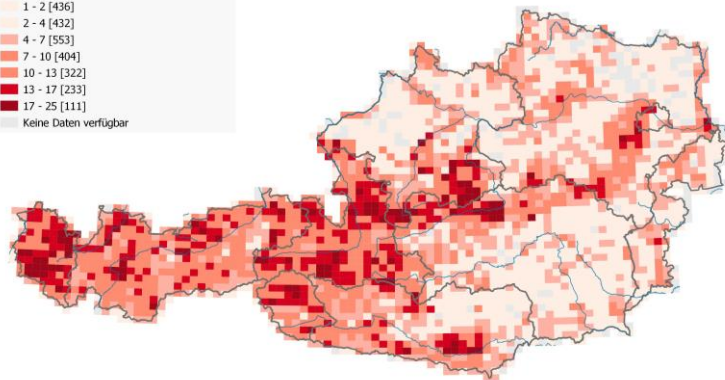 1 - 2 [436]
2 - 4 [432]
4 - 7 [553]
7 - 10 [404]
10 - 13 [322]
13 - 17 [233]
17 - 25 [111]
Keine Daten verfügbar